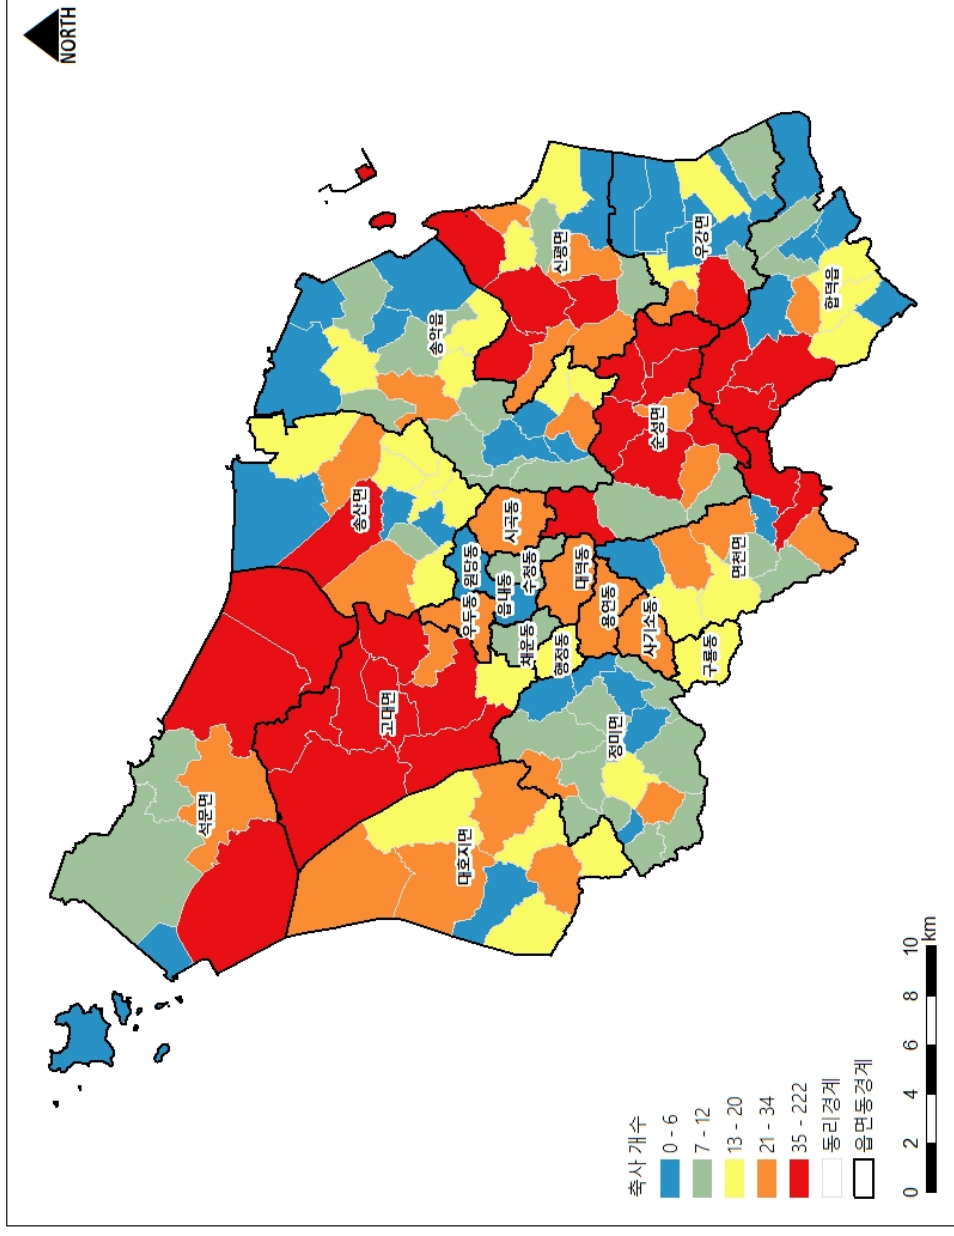 NORTH
석문면
고대면
대호지면
송산면
송악읍
신평면
우강면
합덕읍
순성면
면천면
정미면
시곡동
원당동
수청동
읍내동
우두동
채운동
행정동
대덕동
용연동
사기소동
구룡동
축사 개수
0 - 6
7 - 12
13 - 20
21 - 34
35 - 222
동리경계
읍면동경계
0 2 4 6 8 10
km